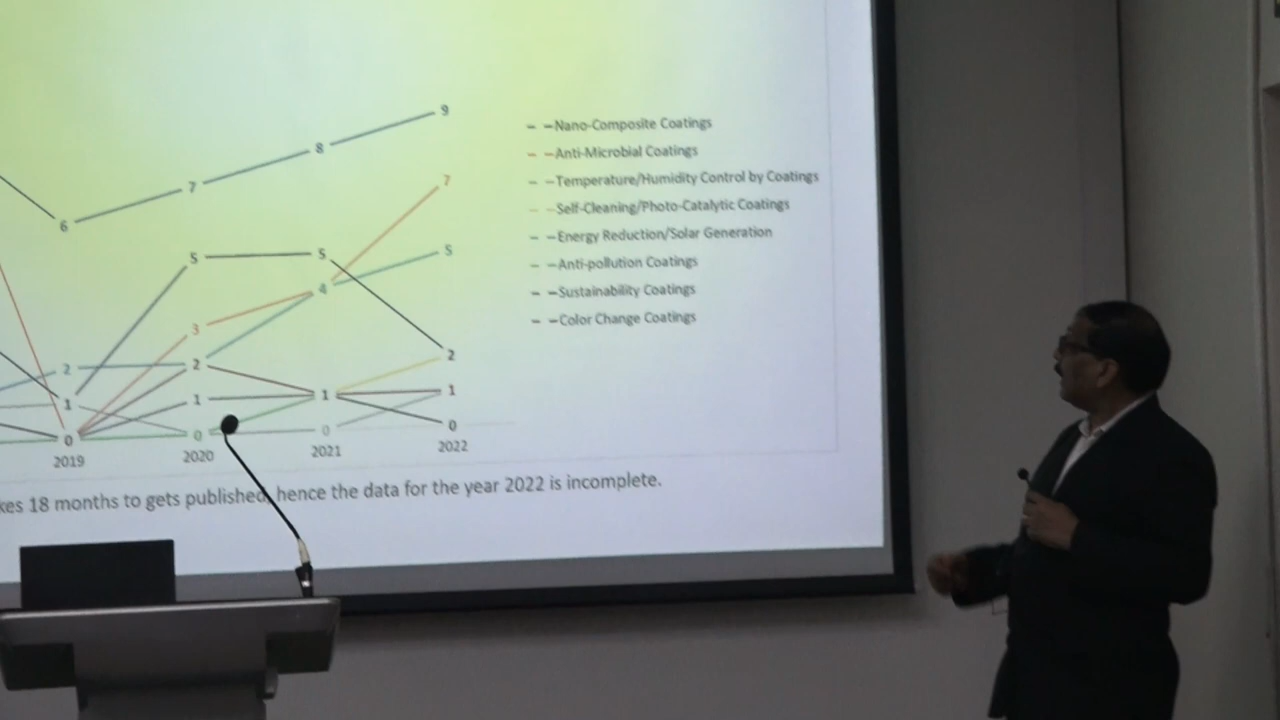 9
8
7
6
7
5
5
5
4
3
2
2
2
1
1
1
1
0
0
0
0
2019
2020
2021
2022
Nano-Composite Coatings
Anti-Microbial Coatings
Temperature/Humidity Control by Coatings
Self-Cleaning/Photo-Catalytic Coatings
Energy Reduction/Solar Generation
Anti-pollution Coatings
Sustainability Coatings
Color Change Coatings
kes 18 months to gets published, hence the data for the year 2022 is incomplete.